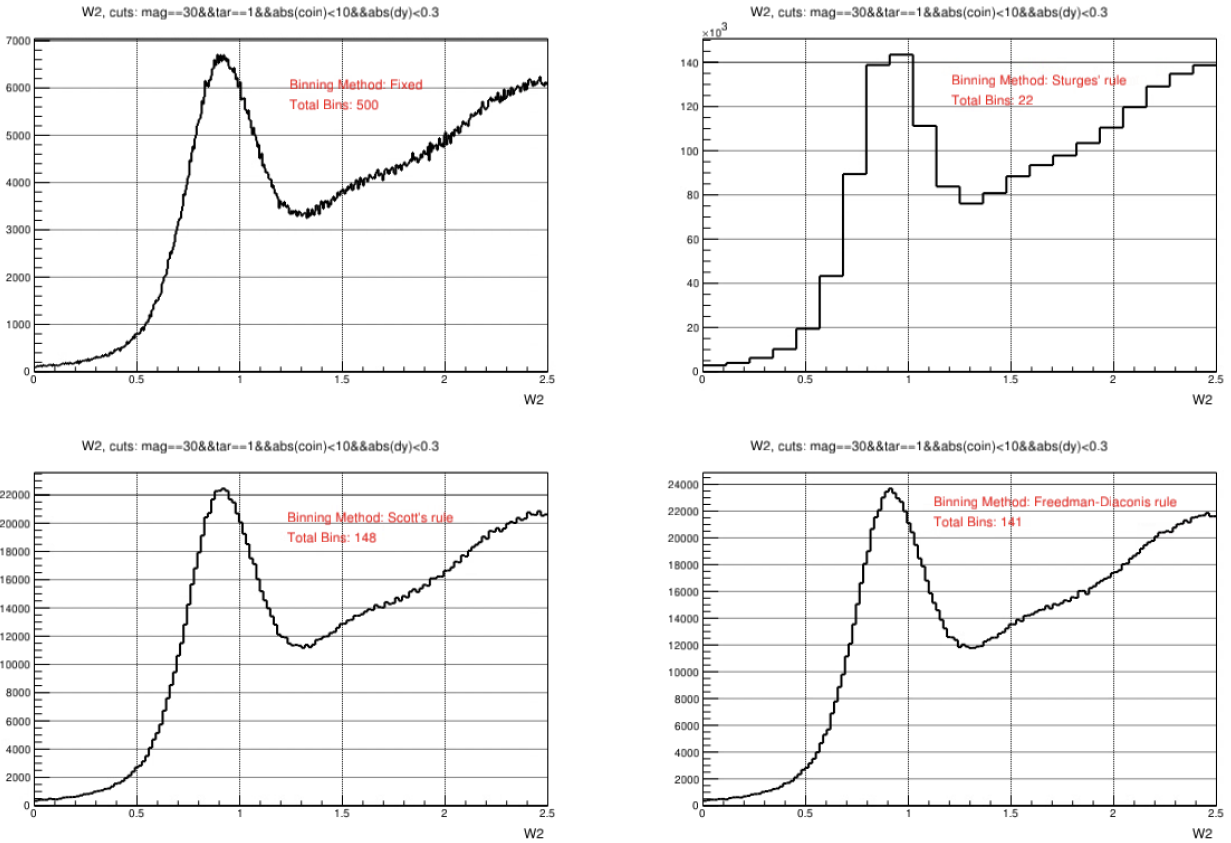 W2, cuts: mag==30&&tar==1&&abs(coin)<10&&abs(dy)<0.3
7000
6000
5000
4000
3000
2000
1000
0
Binning Method: Fixed
Total Bins: 500
0 0.5 1 1.5 2 2.5
W2
W2, cuts: mag==30&&tar==1&&abs(coin)<10&&abs(dy)<0.3
×10³
140
120
100
80
60
40
20
0
Binning Method: Sturges' rule
Total Bins: 22
0 0.5 1 1.5 2 2.5
W2
W2, cuts: mag==30&&tar==1&&abs(coin)<10&&abs(dy)<0.3
22000
20000
18000
16000
14000
12000
10000
8000
6000
4000
2000
0
Binning Method: Scott's rule
Total Bins: 148
0 0.5 1 1.5 2 2.5
W2
W2, cuts: mag==30&&tar==1&&abs(coin)<10&&abs(dy)<0.3
24000
22000
20000
18000
16000
14000
12000
10000
8000
6000
4000
2000
0
Binning Method: Freedman-Diaconis rule
Total Bins: 141
0 0.5 1 1.5 2 2.5
W2